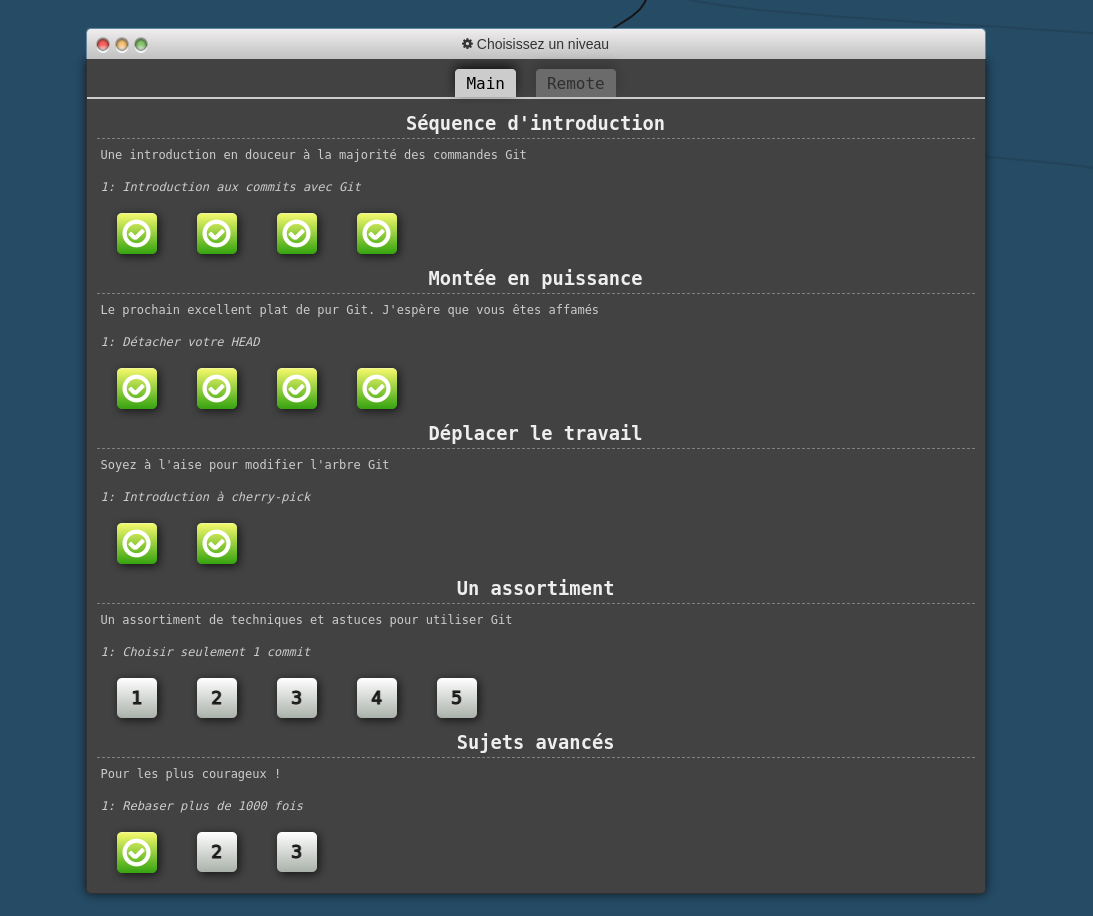 Choisissez un niveau
Main Remote
Séquence d'introduction
Une introduction en douceur à la majorité des commandes Git
1: Introduction aux commits avec Git
Montée en puissance
Le prochain excellent plat de pur Git. J'espère que vous êtes affamés
1: Détacher votre HEAD
Déplacer le travail
Soyez à l'aise pour modifier l'arbre Git
1: Introduction à cherry-pick
Un assortiment
Un assortiment de techniques et astuces pour utiliser Git
1: Choisir seulement 1 commit
1 2 3 4 5
Sujets avancés
Pour les plus courageux !
1: Rebaser plus de 1000 fois
2 3